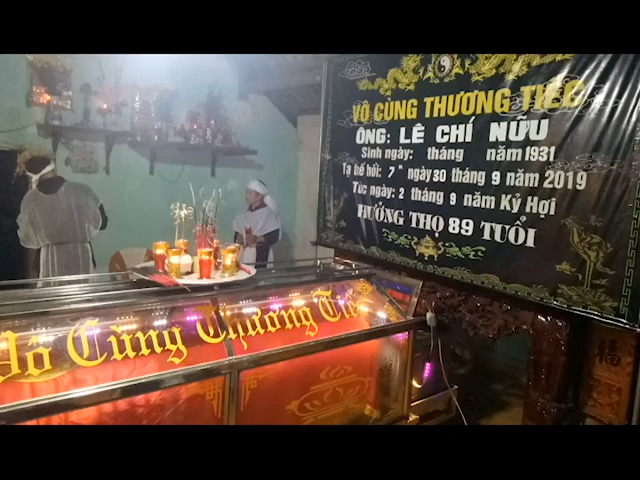 VÔ CÙNG THƯƠNG TIẾC
ÔNG: LÊ CHÍ NỮU
Sinh ngày: tháng năm 1931
Tạ thế hồi: 7ʰ ngày 30 tháng 9 năm 2019
Tức ngày: 2 tháng 9 năm Kỷ Hợi
HƯỞNG THỌ 89 TUỔI
Vô Cùng Thương Tiếc
福